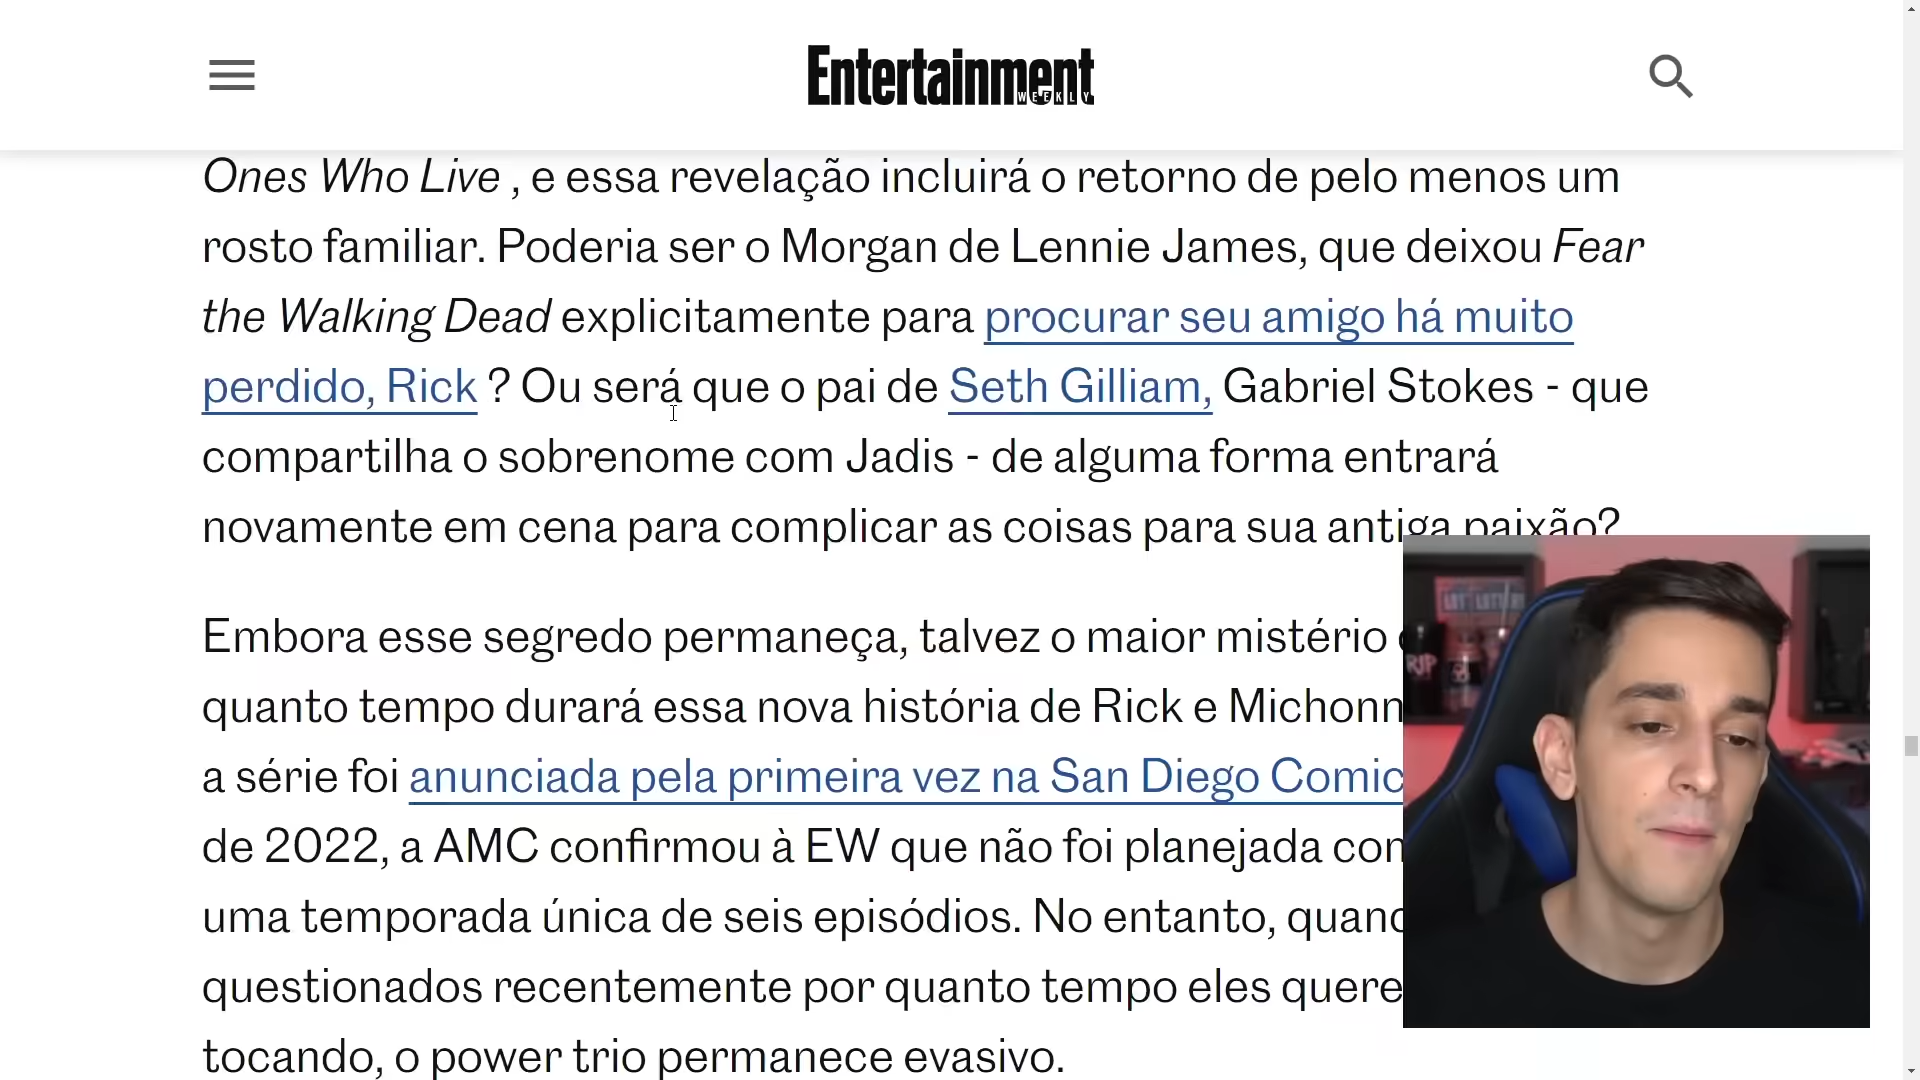 Entertainment
WEEKLY
Ones Who Live , e essa revelação incluirá o retorno de pelo menos um
rosto familiar. Poderia ser o Morgan de Lennie James, que deixou Fear
the Walking Dead explicitamente para procurar seu amigo há muito
perdido, Rick ? Ou será que o pai de Seth Gilliam, Gabriel Stokes - que
compartilha o sobrenome com Jadis - de alguma forma entrará
novamente em cena para complicar as coisas para sua antiga paixão?
Embora esse segredo permaneça, talvez o maior mistério
quanto tempo durará essa nova história de Rick e Michonn
a série foi anunciada pela primeira vez na San Diego Comic
de 2022, a AMC confirmou à EW que não foi planejada com
uma temporada única de seis episódios. No entanto, quand
questionados recentemente por quanto tempo eles quere
tocando, o power trio permanece evasivo.
RIP